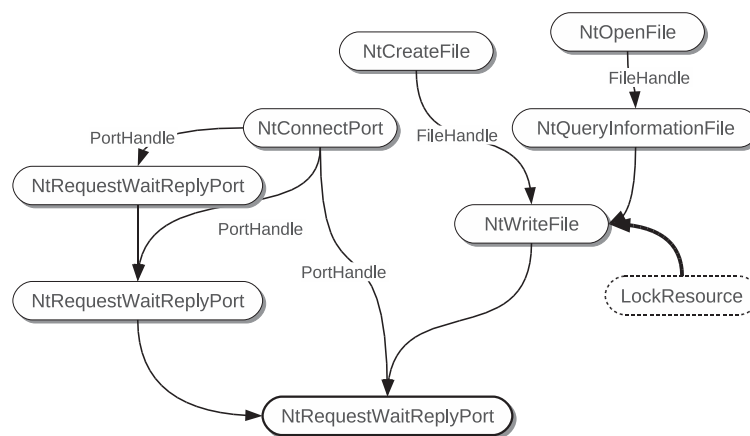 NtOpenFile
NtCreateFile
FileHandle
NtConnectPort
NtQueryInformationFile
PortHandle
FileHandle
NtRequestWaitReplyPort
NtWriteFile
PortHandle
PortHandle
NtRequestWaitReplyPort
LockResource
NtRequestWaitReplyPort